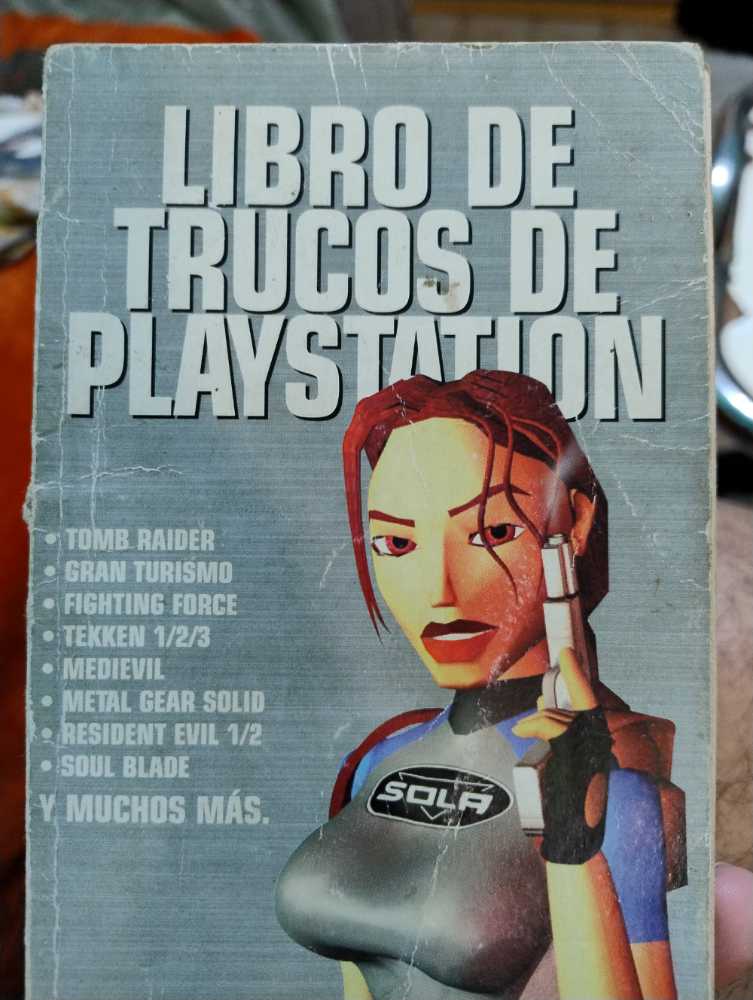 LIBRO DE
TRUCOS DE
PLAYSTATION
• TOMB RAIDER
• GRAN TURISMO
• FIGHTING FORCE
• TEKKEN 1/2/3
• MEDIEVIL
• METAL GEAR SOLID
• RESIDENT EVIL 1/2
• SOUL BLADE
Y MUCHOS MÁS.
SOLA